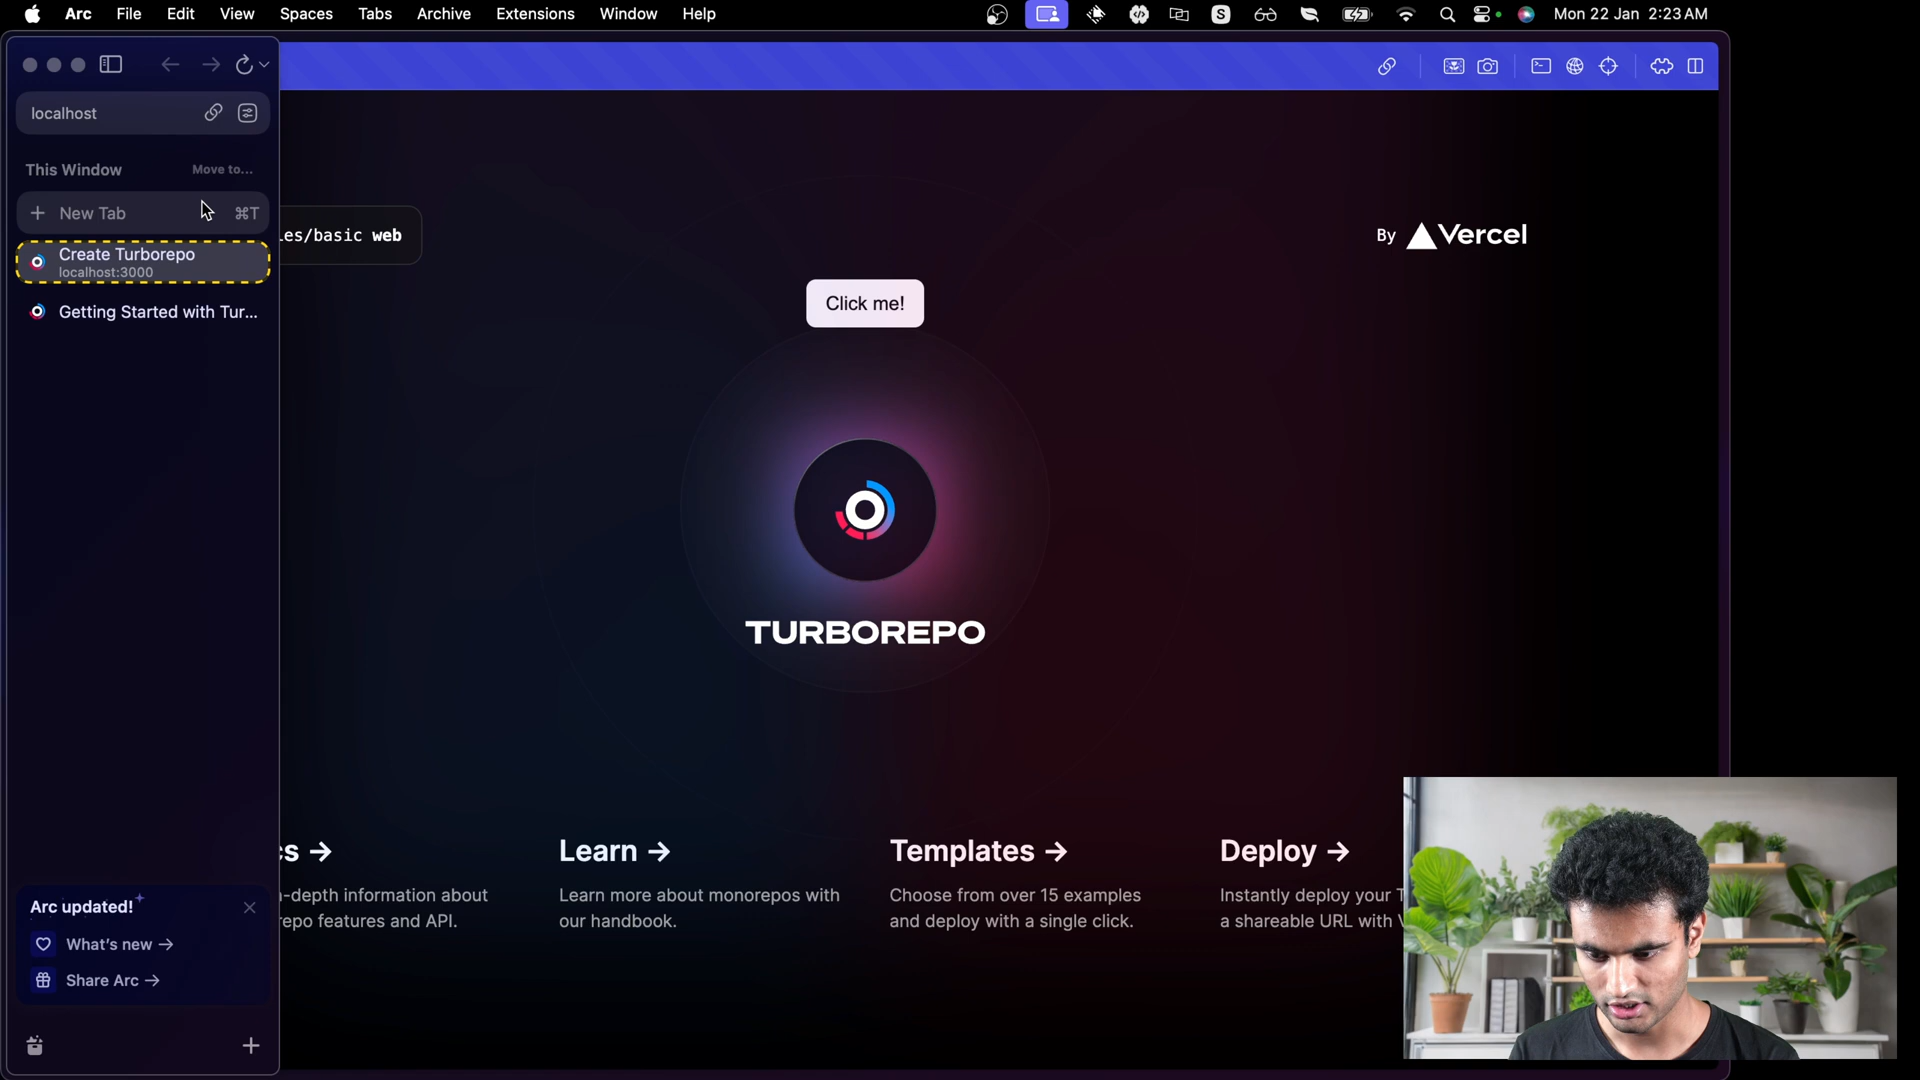 Arc File Edit View Spaces Tabs Archive Extensions Window Help
S
Mon 22 Jan 2:23 AM
localhost
This Window Move to...
New Tab ⌘T
Create Turborepo
localhost:3000
Getting Started with Tur...
les/basic web
By Vercel
Click me!
TURBOREPO
cs →
n-depth information about
repo features and API.
Learn →
Learn more about monorepos with
our handbook.
Templates →
Choose from over 15 examples
and deploy with a single click.
Deploy →
Instantly deploy your T
a shareable URL with V
Arc updated!
What's new →
Share Arc →